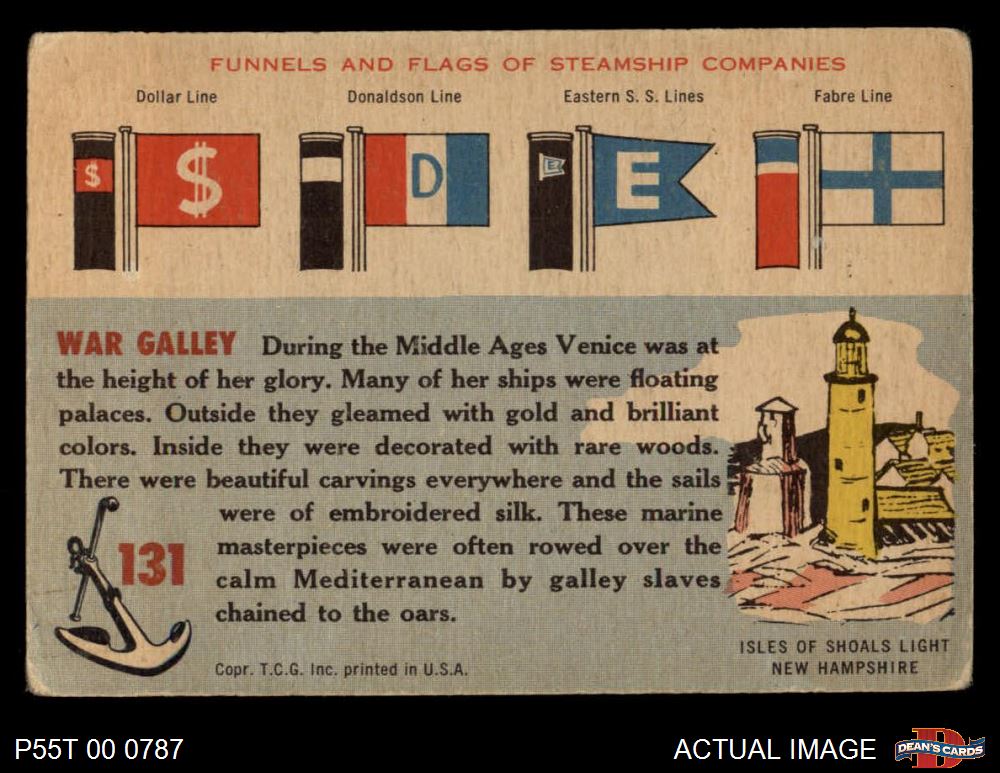 FUNNELS AND FLAGS OF STEAMSHIP COMPANIES
Dollar Line Donaldson Line Eastern S. S. Lines Fabre Line
$ $ D E E
WAR GALLEY During the Middle Ages Venice was at
the height of her glory. Many of her ships were floating
palaces. Outside they gleamed with gold and brilliant
colors. Inside they were decorated with rare woods.
There were beautiful carvings everywhere and the sails
were of embroidered silk. These marine
masterpieces were often rowed over the
calm Mediterranean by galley slaves
chained to the oars.
131
Copr. T.C.G. Inc. printed in U.S.A.
ISLES OF SHOALS LIGHT
NEW HAMPSHIRE
P55T 00 0787
ACTUAL IMAGE
D
DEAN'S CARDS